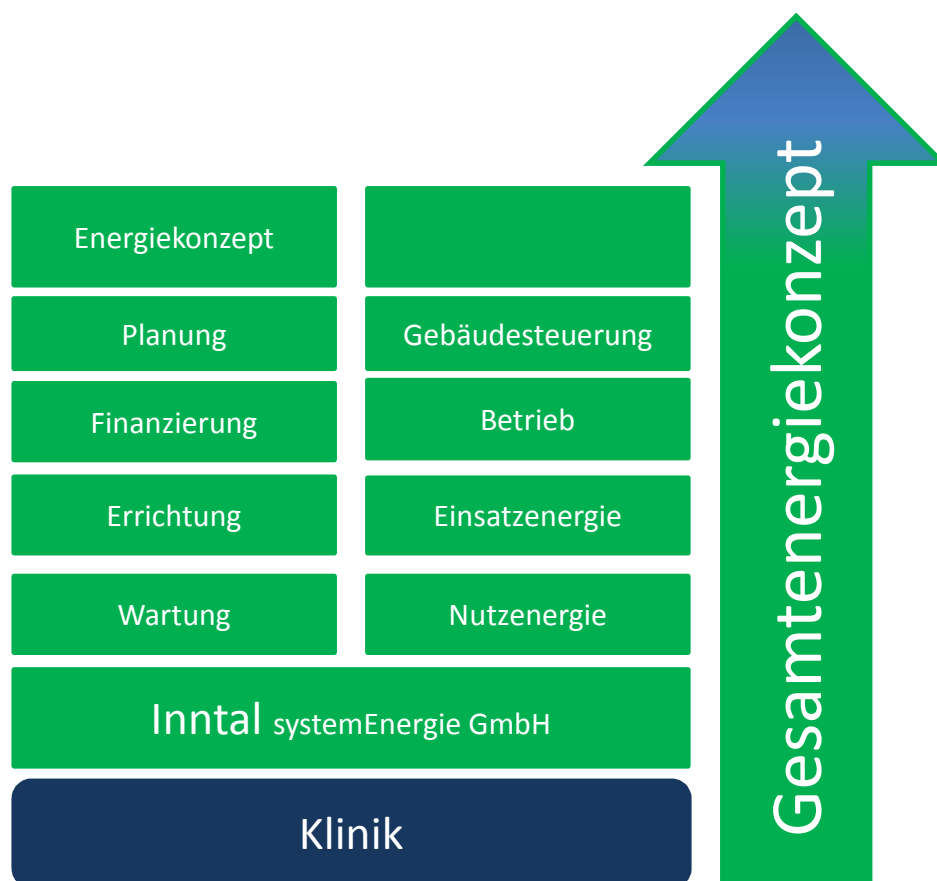 Energiekonzept
Planung
Gebäudesteuerung
Finanzierung
Betrieb
Errichtung
Einsatzenergie
Wartung
Nutzenergie
Inntal systemEnergie GmbH
Klinik
Gesamtenergiekonzept